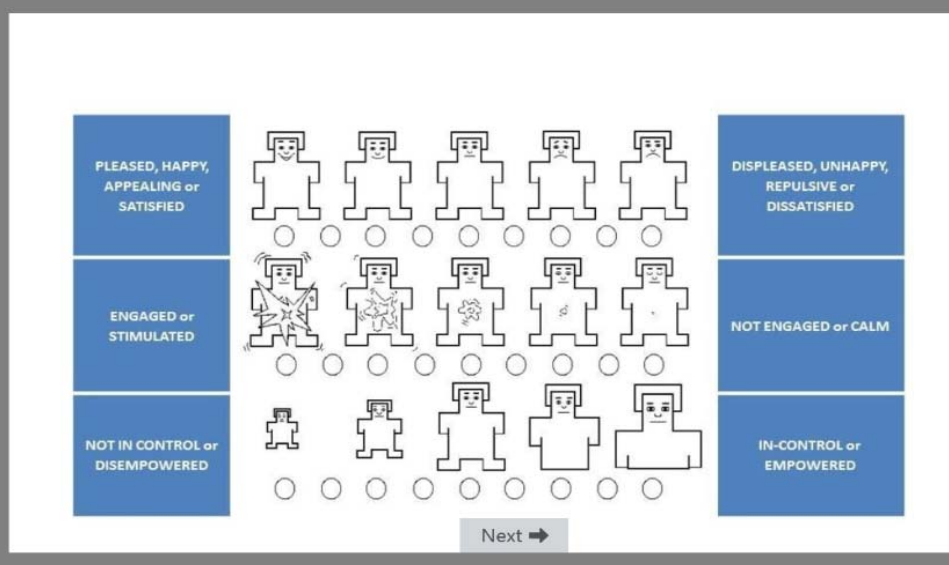 PLEASED, HAPPY,
APPEALING or
SATISFIED
DISPLEASED, UNHAPPY,
REPULSIVE or
DISSATISFIED
ENGAGED or
STIMULATED
NOT ENGAGED or CALM
NOT IN CONTROL or
DISEMPOWERED
IN-CONTROL or
EMPOWERED
Next